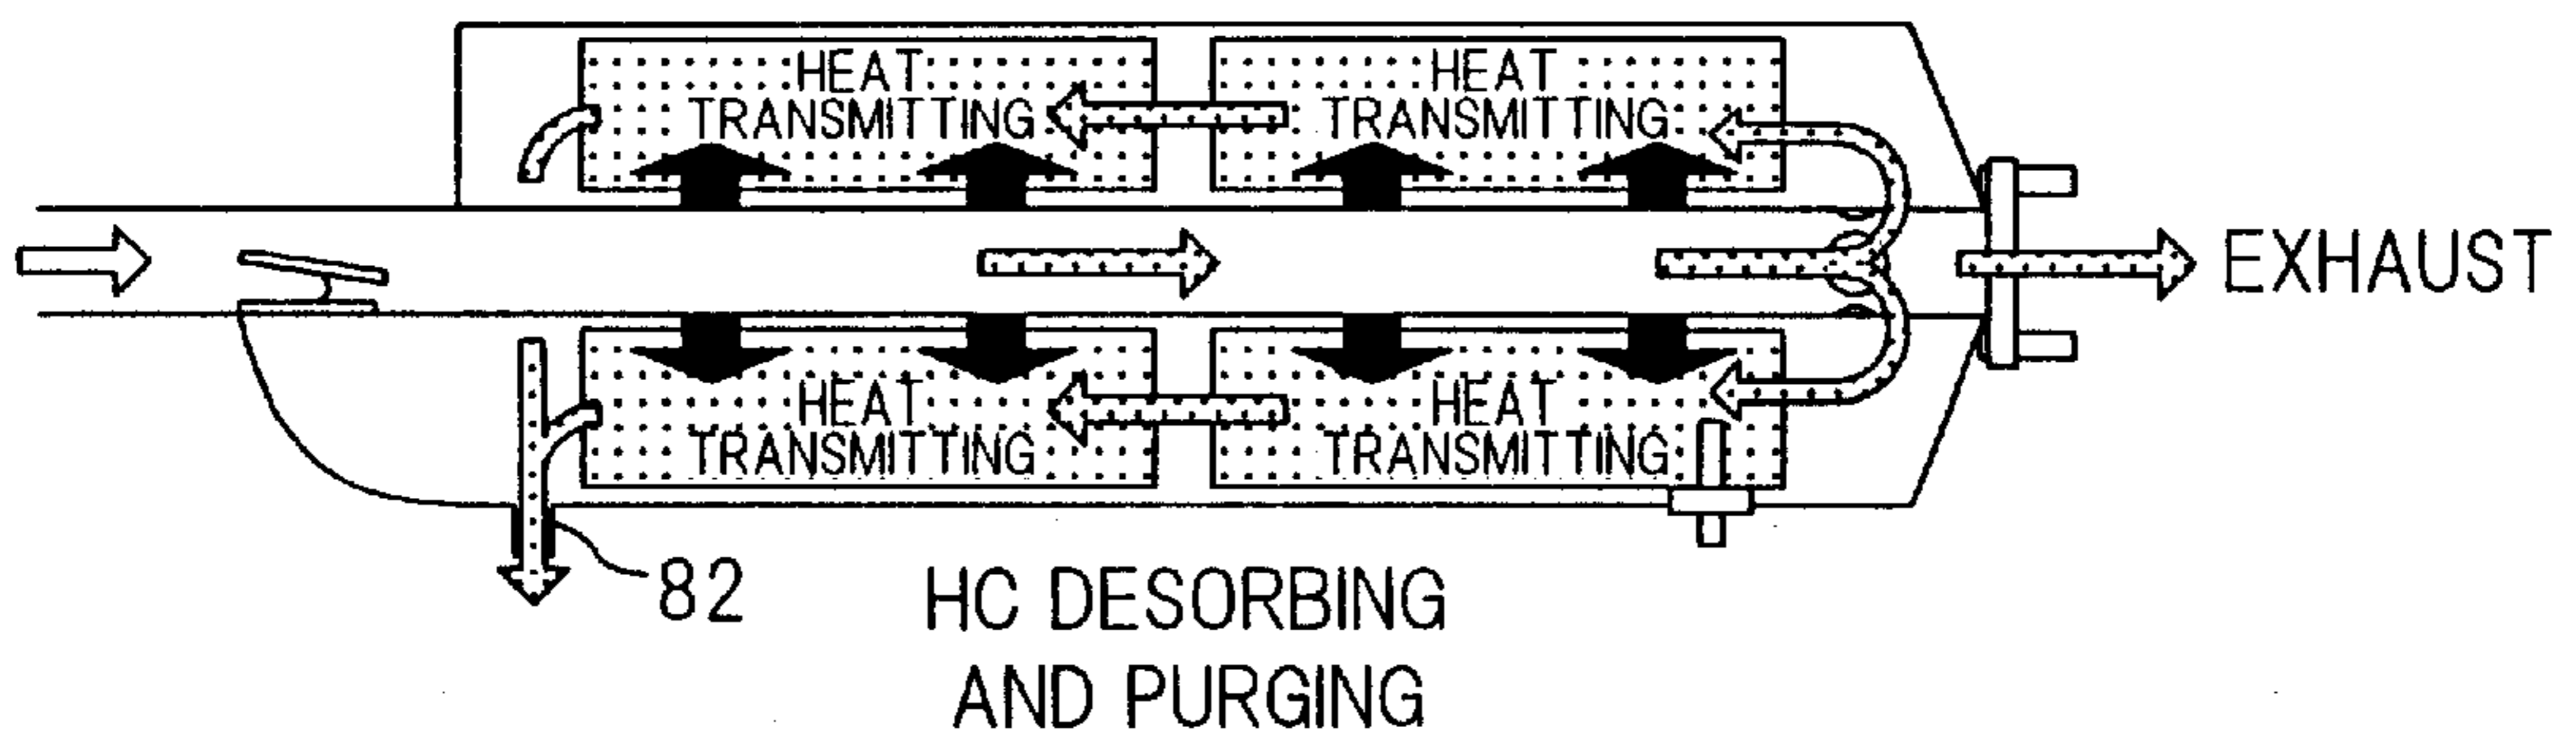 HEAT
TRANSMITTING
HEAT
TRANSMITTING
EXHAUST
HEAT
TRANSMITTING
HEAT
TRANSMITTING
82
HC DESORBING
AND PURGING